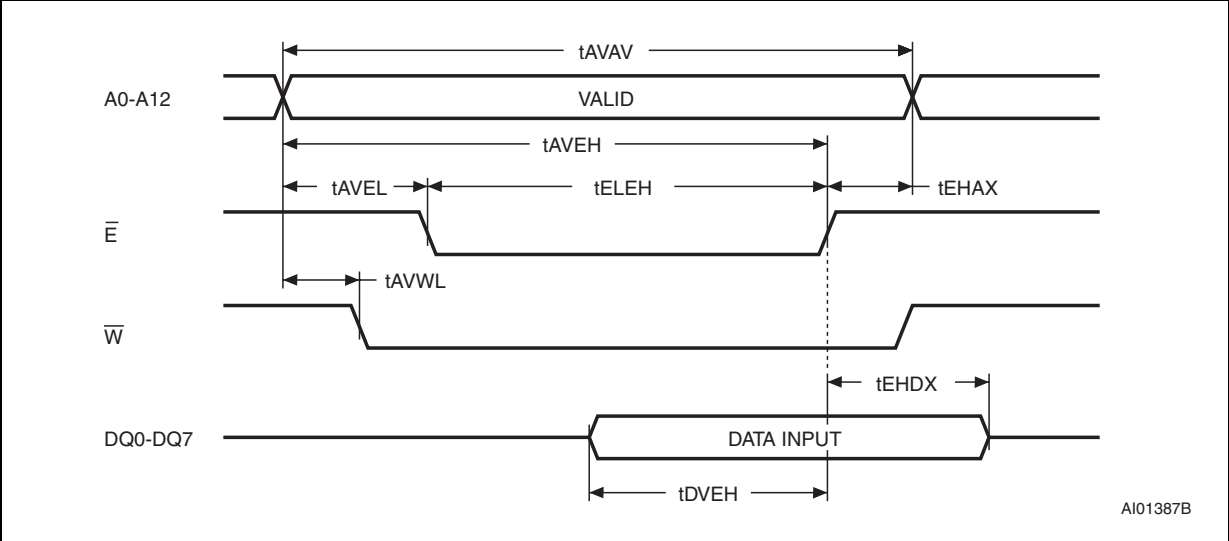 tAVAV
A0-A12
VALID
tAVEH
tAVEL
tELEH
tEHAX
E̅
tAVWL
W̅
tEHDX
DQ0-DQ7
DATA INPUT
tDVEH
AI01387B